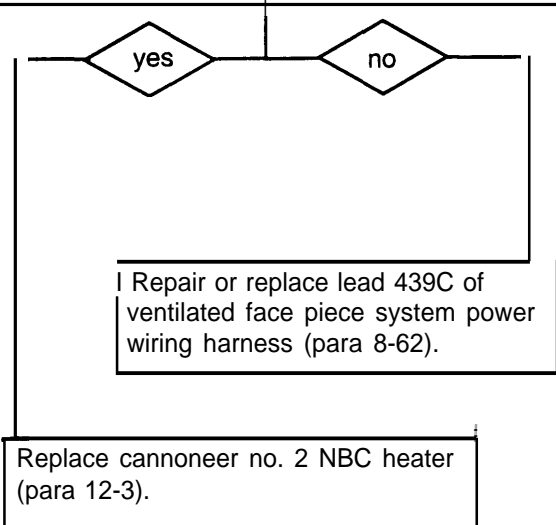 yes
no
Repair or replace lead 439C of
ventilated face piece system power
wiring harness (para 8-62).
Replace cannoneer no. 2 NBC heater
(para 12-3).